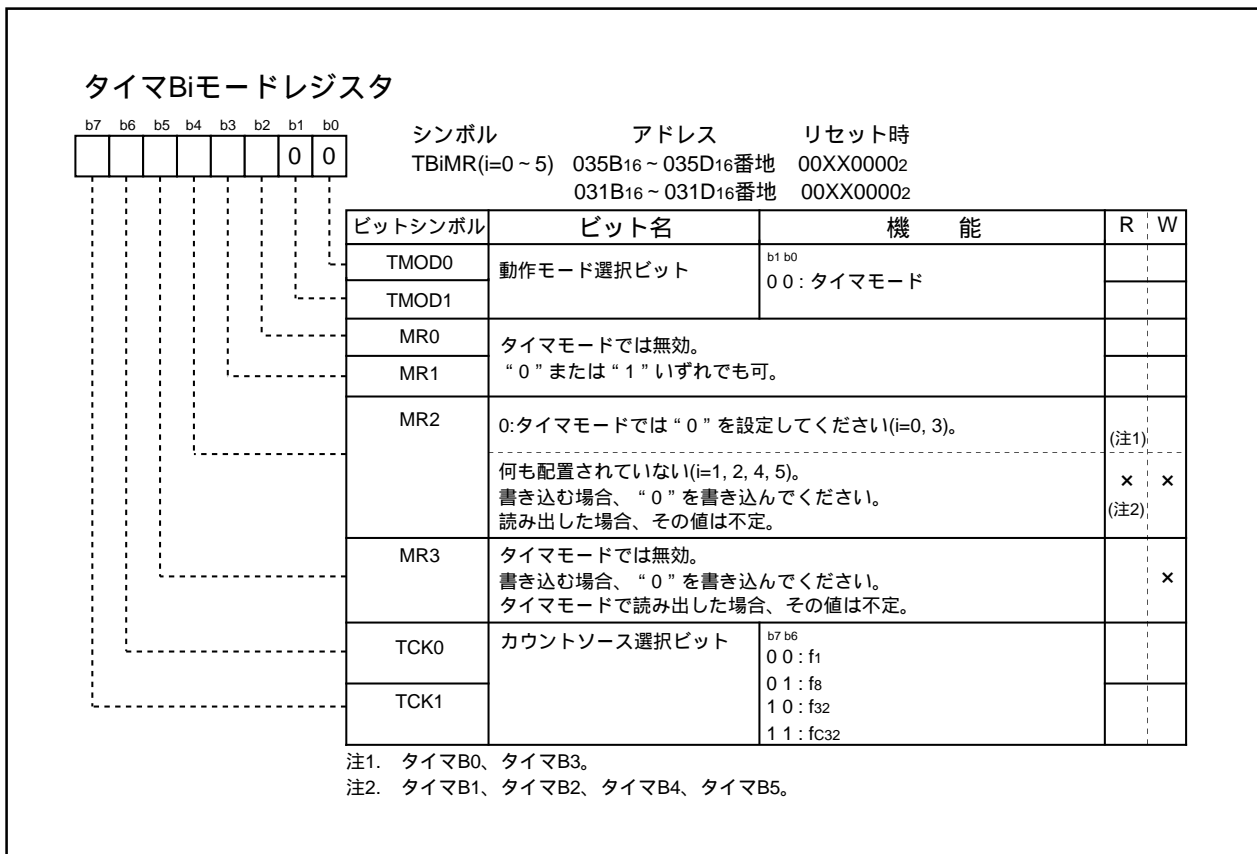 タイマBiモードレジスタ
b7 b6 b5 b4 b3 b2 b1 b0
0 0
シンボル アドレス リセット時
TBiMR(i=0 ~ 5) 035B16 ~ 035D16番地 00XX00002
031B16 ~ 031D16番地 00XX00002
ビットシンボル ビット名 機 能 R W
TMOD0 動作モード選択ビット b1 b0
0 0 : タイマモード
TMOD1
MR0 タイマモードでは無効。
MR1 “ 0 ” または “ 1 ” いずれでも可。
MR2 0:タイマモードでは “ 0 ” を設定してください(i=0, 3)。 (注1)
何も配置されていない(i=1, 2, 4, 5)。
書き込む場合、 “ 0 ” を書き込んでください。 × ×
読み出した場合、その値は不定。 (注2)
MR3 タイマモードでは無効。
書き込む場合、 “ 0 ” を書き込んでください。 ×
タイマモードで読み出した場合、その値は不定。
TCK0 カウントソース選択ビット b7 b6
0 0 : f1
0 1 : f8
TCK1 1 0 : f32
1 1 : fC32
注1. タイマB0、タイマB3。
注2. タイマB1、タイマB2、タイマB4、タイマB5。